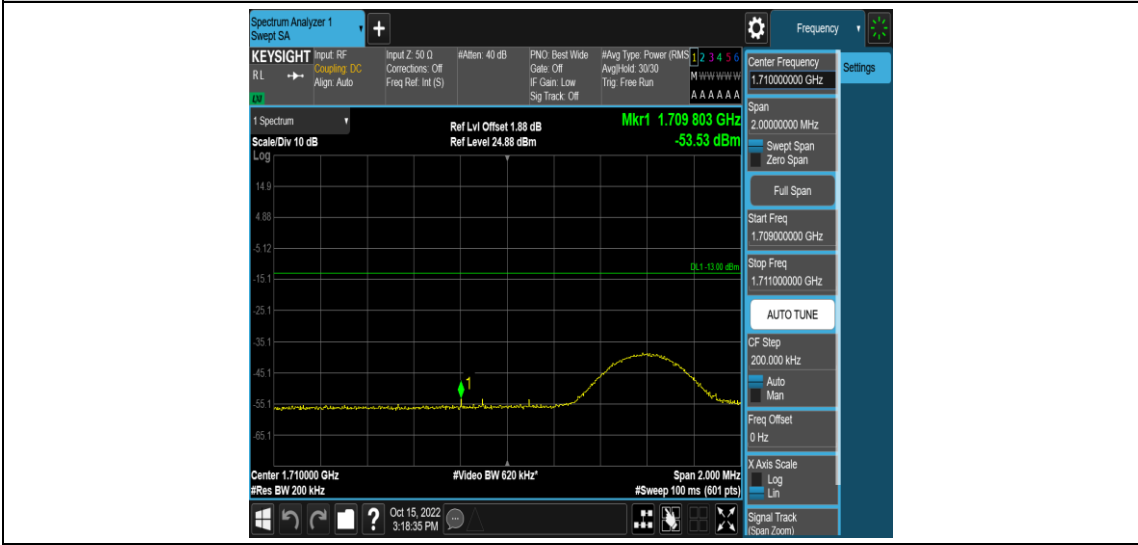 Spectrum Analyzer 1
Swept SA
+
Frequency
KEYSIGHT
RL
Input: RF
Coupling: DC
Align: Auto
Input Z: 50 Ω
Corrections: Off
Freq Ref: Int (S)
#Atten: 40 dB
PNO: Best Wide
Gate: Off
IF Gain: Low
Sig Track: Off
#Avg Type: Power (RMS
Avg|Hold: 30/30
Trig: Free Run
1 2 3 4 5 6
M W W W W W
A A A A A A
1 Spectrum
Scale/Div 10 dB
Log
Ref Lvl Offset 1.88 dB
Ref Level 24.88 dBm
Mkr1 1.709 803 GHz
-53.53 dBm
14.9
4.88
-5.12
DL1 -13.00 dBm
-15.1
-25.1
-35.1
-45.1
1
-55.1
-65.1
Center 1.710000 GHz
#Video BW 620 kHz*
Span 2.000 MHz
#Res BW 200 kHz
#Sweep 100 ms (601 pts)
?
Oct 15, 2022
3:18:35 PM
Center Frequency
1.710000000 GHz
Settings
Span
2.00000000 MHz
Swept Span
Zero Span
Full Span
Start Freq
1.709000000 GHz
Stop Freq
1.711000000 GHz
AUTO TUNE
CF Step
200.000 kHz
Auto
Man
Freq Offset
0 Hz
X Axis Scale
Log
Lin
Signal Track
(Span Zoom)